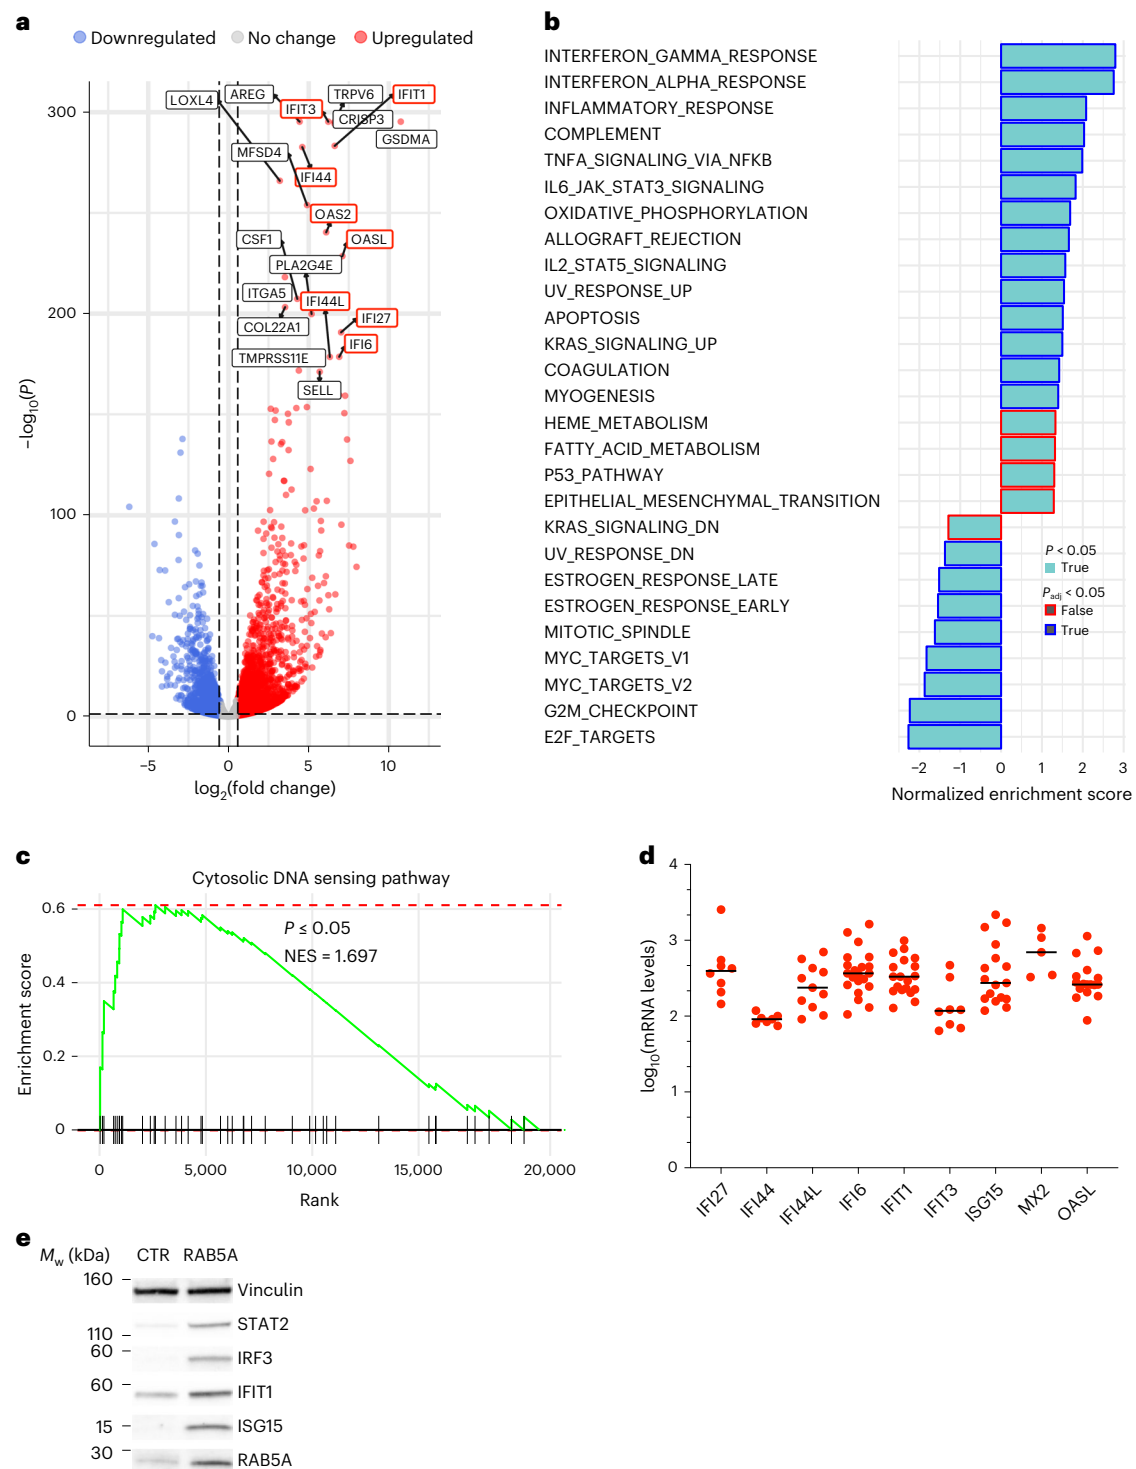 a
Downregulated No change Upregulated
300
200
100
0
−log10(P)
LOXL4
AREG
IFIT3
TRPV6
IFIT1
CRISP3
GSDMA
MFSD4
IFI44
OAS2
CSF1
OASL
PLA2G4E
ITGA5
IFI44L
COL22A1
IFI27
IFI6
TMPRSS11E
SELL
−5 0 5 10
log2(fold change)
b
INTERFERON_GAMMA_RESPONSE
INTERFERON_ALPHA_RESPONSE
INFLAMMATORY_RESPONSE
COMPLEMENT
TNFA_SIGNALING_VIA_NFKB
IL6_JAK_STAT3_SIGNALING
OXIDATIVE_PHOSPHORYLATION
ALLOGRAFT_REJECTION
IL2_STAT5_SIGNALING
UV_RESPONSE_UP
APOPTOSIS
KRAS_SIGNALING_UP
COAGULATION
MYOGENESIS
HEME_METABOLISM
FATTY_ACID_METABOLISM
P53_PATHWAY
EPITHELIAL_MESENCHYMAL_TRANSITION
KRAS_SIGNALING_DN
UV_RESPONSE_DN
ESTROGEN_RESPONSE_LATE
ESTROGEN_RESPONSE_EARLY
MITOTIC_SPINDLE
MYC_TARGETS_V1
MYC_TARGETS_V2
G2M_CHECKPOINT
E2F_TARGETS
P < 0.05
True
Padj < 0.05
False
True
−2 −1 0 1 2 3
Normalized enrichment score
c
Cytosolic DNA sensing pathway
P ≤ 0.05
NES = 1.697
0.6
0.4
0.2
0
Enrichment score
0 5,000 10,000 15,000 20,000
Rank
d
4
3
2
1
0
log10(mRNA levels)
IFI27 IFI44 IFI44L IFI6 IFIT1 IFIT3 ISG15 MX2 OASL
e
Mw (kDa) CTR RAB5A
160 Vinculin
STAT2
110
60 IRF3
60 IFIT1
15 ISG15
30 RAB5A